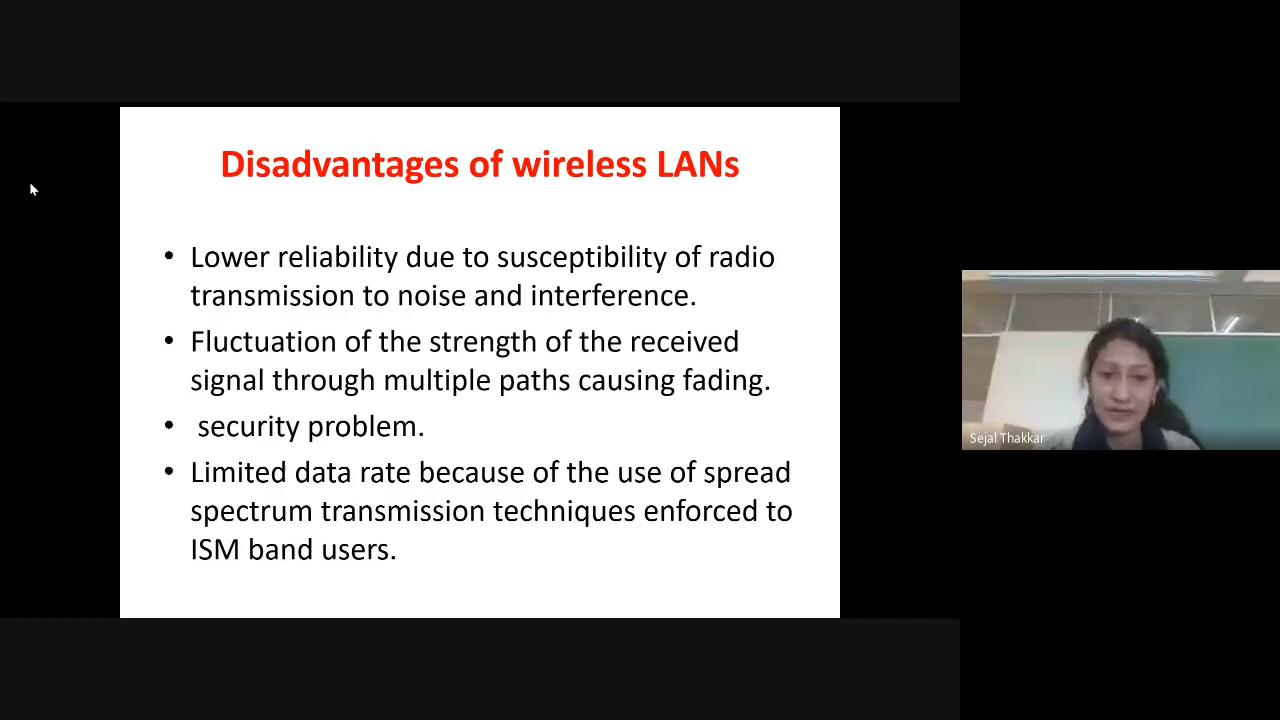 Disadvantages of wireless LANs
• Lower reliability due to susceptibility of radio
transmission to noise and interference.
• Fluctuation of the strength of the received
signal through multiple paths causing fading.
• security problem.
• Limited data rate because of the use of spread
spectrum transmission techniques enforced to
ISM band users.
Sejal Thakkar